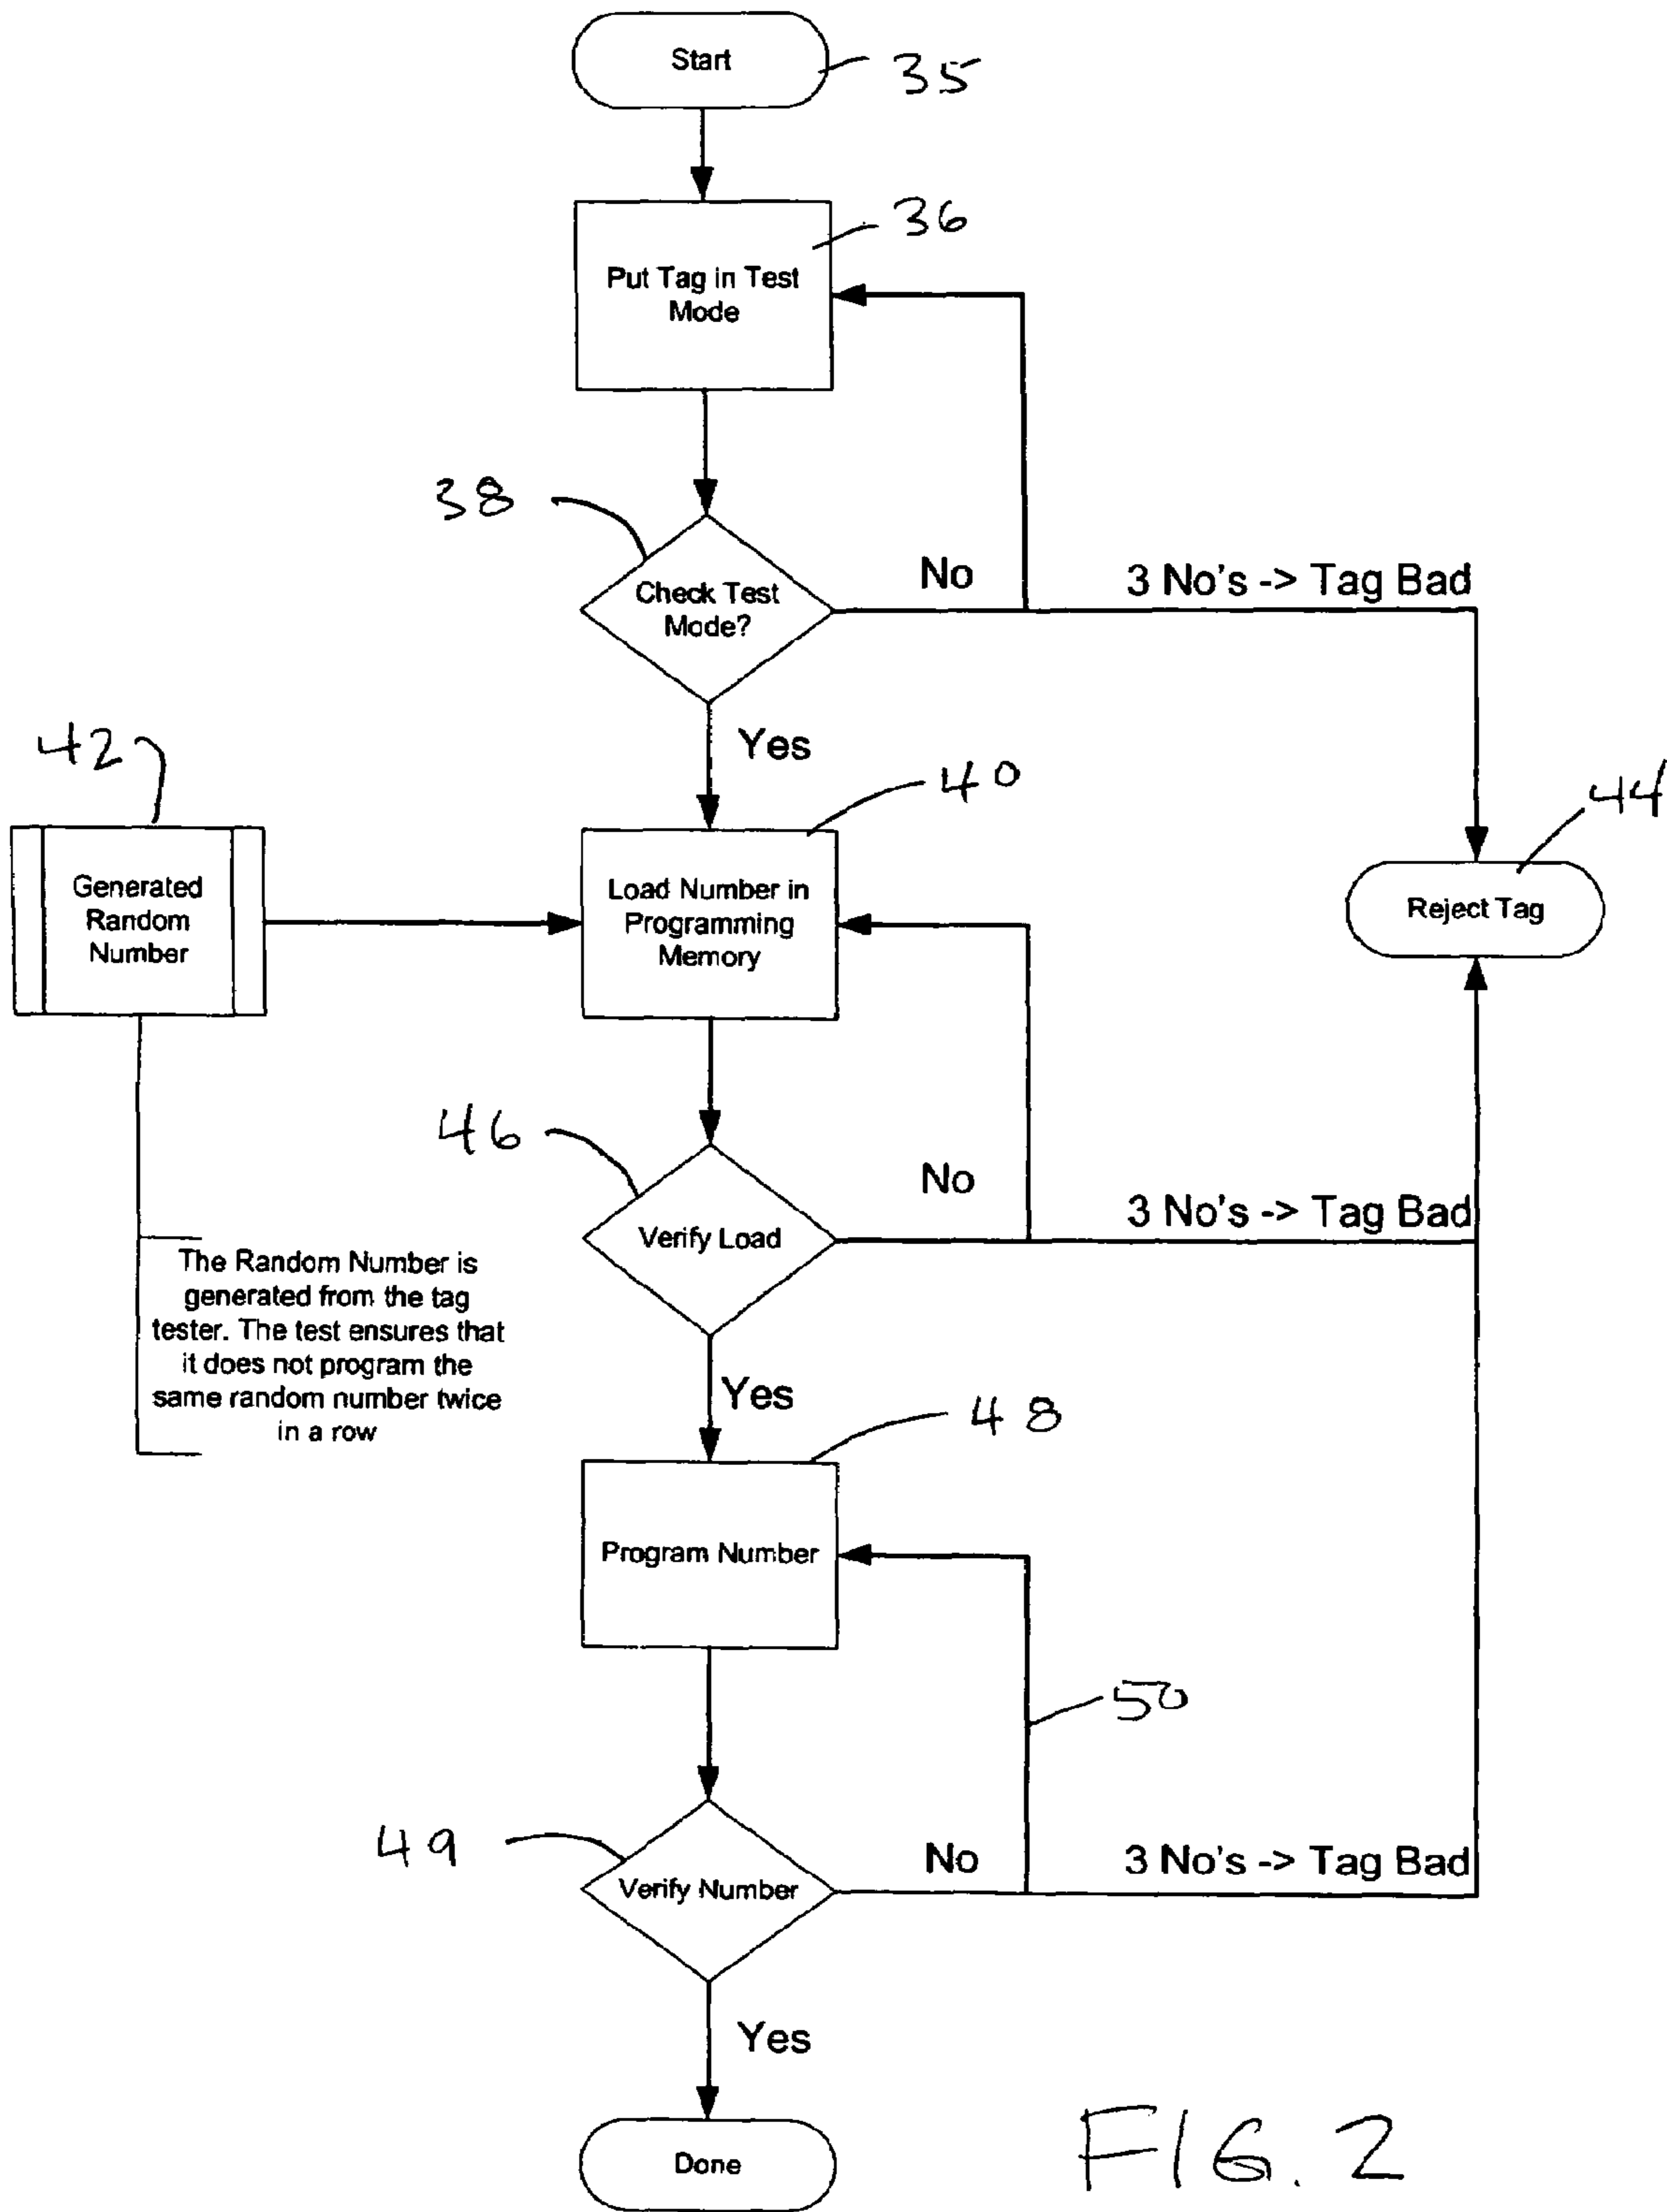 Start
35
36
Put Tag in Test
Mode
38
Check Test
Mode?
No
3 No's -> Tag Bad
Yes
42
40
44
Generated
Random
Number
Load Number in
Programming
Memory
Reject Tag
46
Verify Load
No
3 No's -> Tag Bad
The Random Number is
generated from the tag
tester. The test ensures that
it does not program the
same random number twice
in a row
Yes
48
Program Number
50
49
Verify Number
No
3 No's -> Tag Bad
Yes
Done
FIG. 2